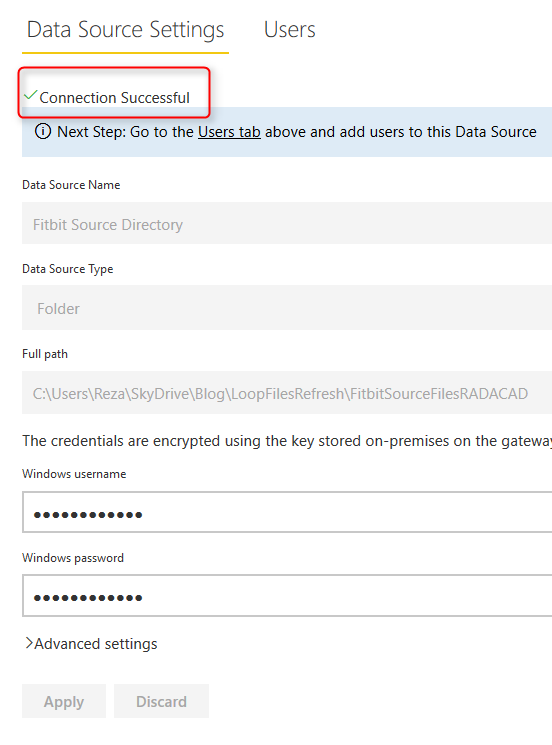 Data Source Settings Users
Connection Successful
Next Step: Go to the Users tab above and add users to this Data Source
Data Source Name
Fitbit Source Directory
Data Source Type
Folder
Full path
C:\Users\Reza\SkyDrive\Blog\LoopFilesRefresh\FitbitSourceFilesRADACAD
The credentials are encrypted using the key stored on-premises on the gateway
Windows username
●●●●●●●●●●●●
Windows password
●●●●●●●●●●●●
Advanced settings
Apply Discard